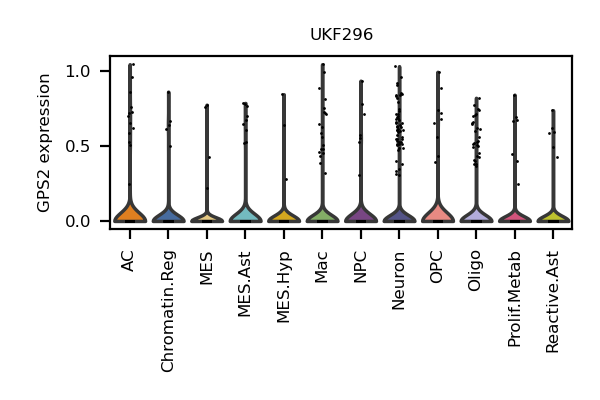 UKF296
GPS2 expression
1.0
0.5
0.0
AC
Chromatin.Reg
MES
MES.Ast
MES.Hyp
Mac
NPC
Neuron
OPC
Oligo
Prolif.Metab
Reactive.Ast